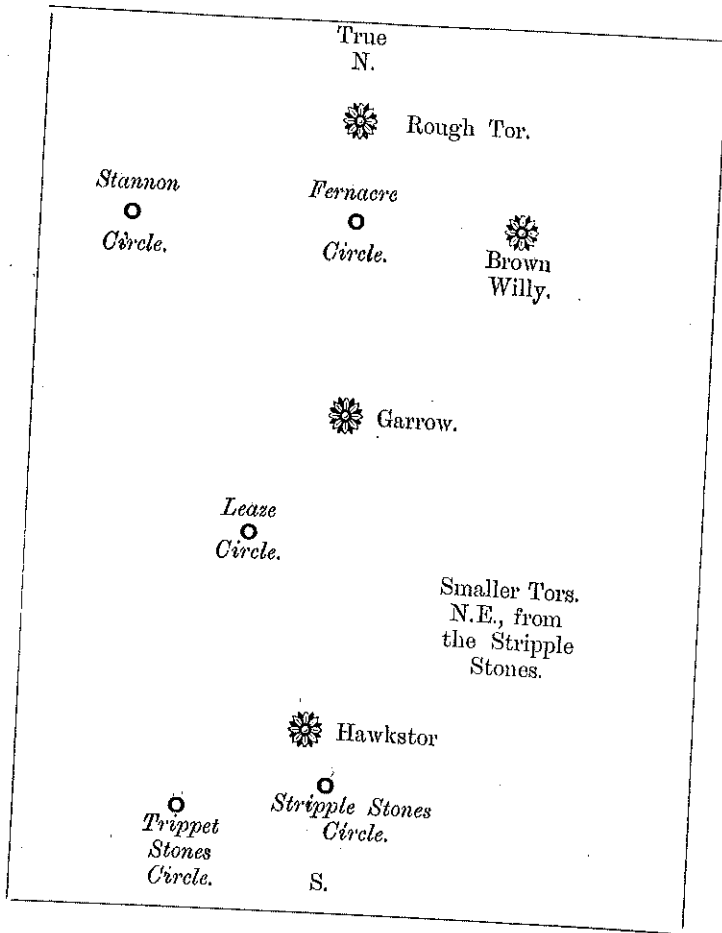 True
N.
Rough Tor.
Stannon
Circle.
Fernacre
Circle.
Brown
Willy.
Garrow.
Leaze
Circle.
Smaller Tors.
N.E., from
the Stripple
Stones.
Hawkstor
Stripple Stones
Circle.
Trippet
Stones
Circle.
S.